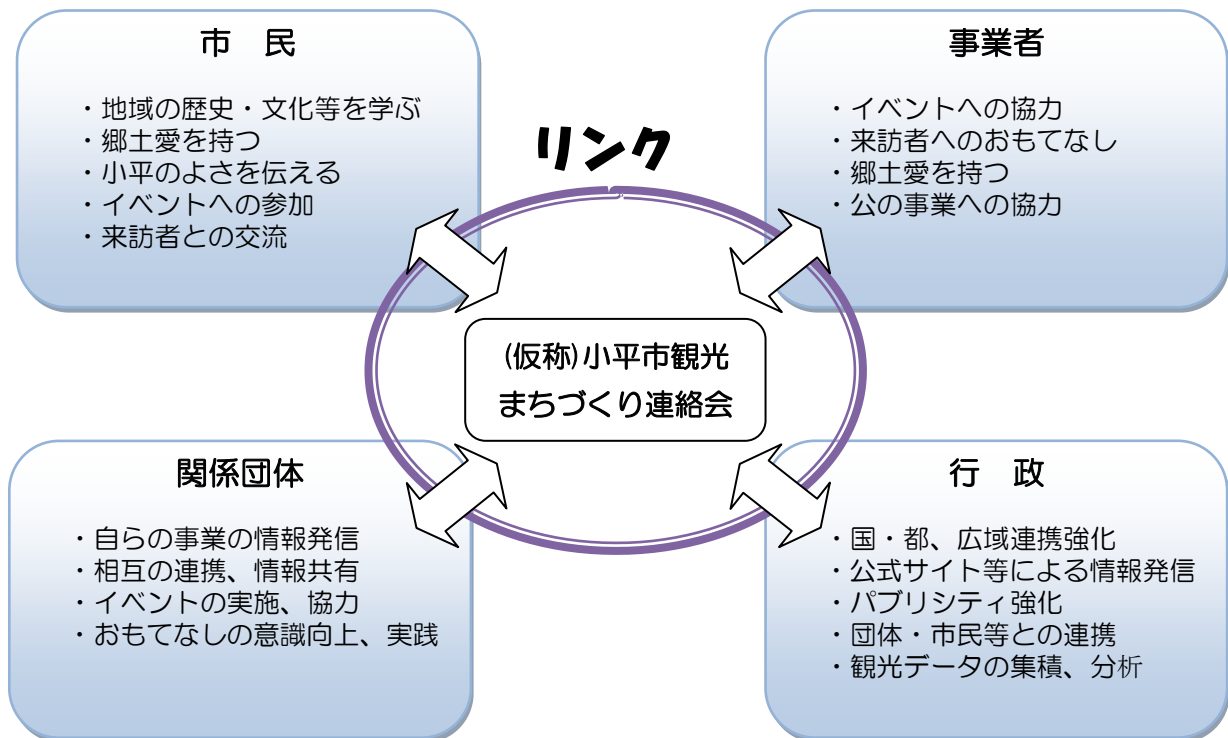 市　民
・地域の歴史・文化等を学ぶ
・郷土愛を持つ
・小平のよさを伝える
・イベントへの参加
・来訪者との交流
事業者
・イベントへの協力
・来訪者へのおもてなし
・郷土愛を持つ
・公の事業への協力
リンク
(仮称)小平市観光
まちづくり連絡会
関係団体
・自らの事業の情報発信
・相互の連携、情報共有
・イベントの実施、協力
・おもてなしの意識向上、実践
行　政
・国・都、広域連携強化
・公式サイト等による情報発信
・パブリシティ強化
・団体・市民等との連携
・観光データの集積、分析